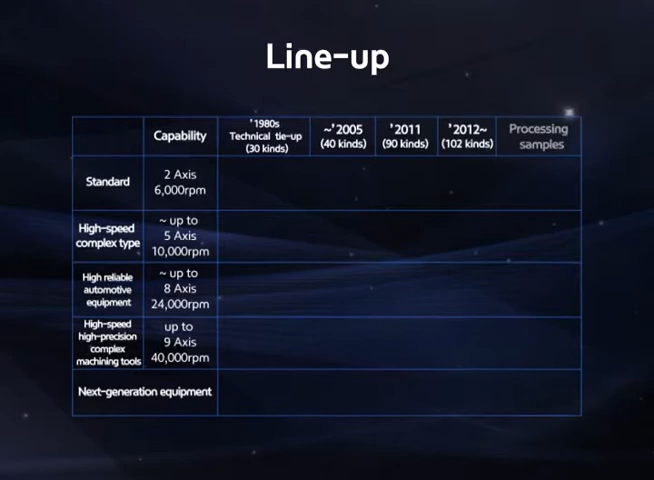 Line-up
Capability
'1980s
Technical tie-up
(30 kinds)
~'2005
(40 kinds)
'2011
(90 kinds)
'2012~
(102 kinds)
Processing
samples
Standard
2 Axis
6,000rpm
High-speed
complex type
~ up to
5 Axis
10,000rpm
High reliable
automotive
equipment
~ up to
8 Axis
24,000rpm
High-speed
high-precision
complex
machining tools
up to
9 Axis
40,000rpm
Next-generation equipment